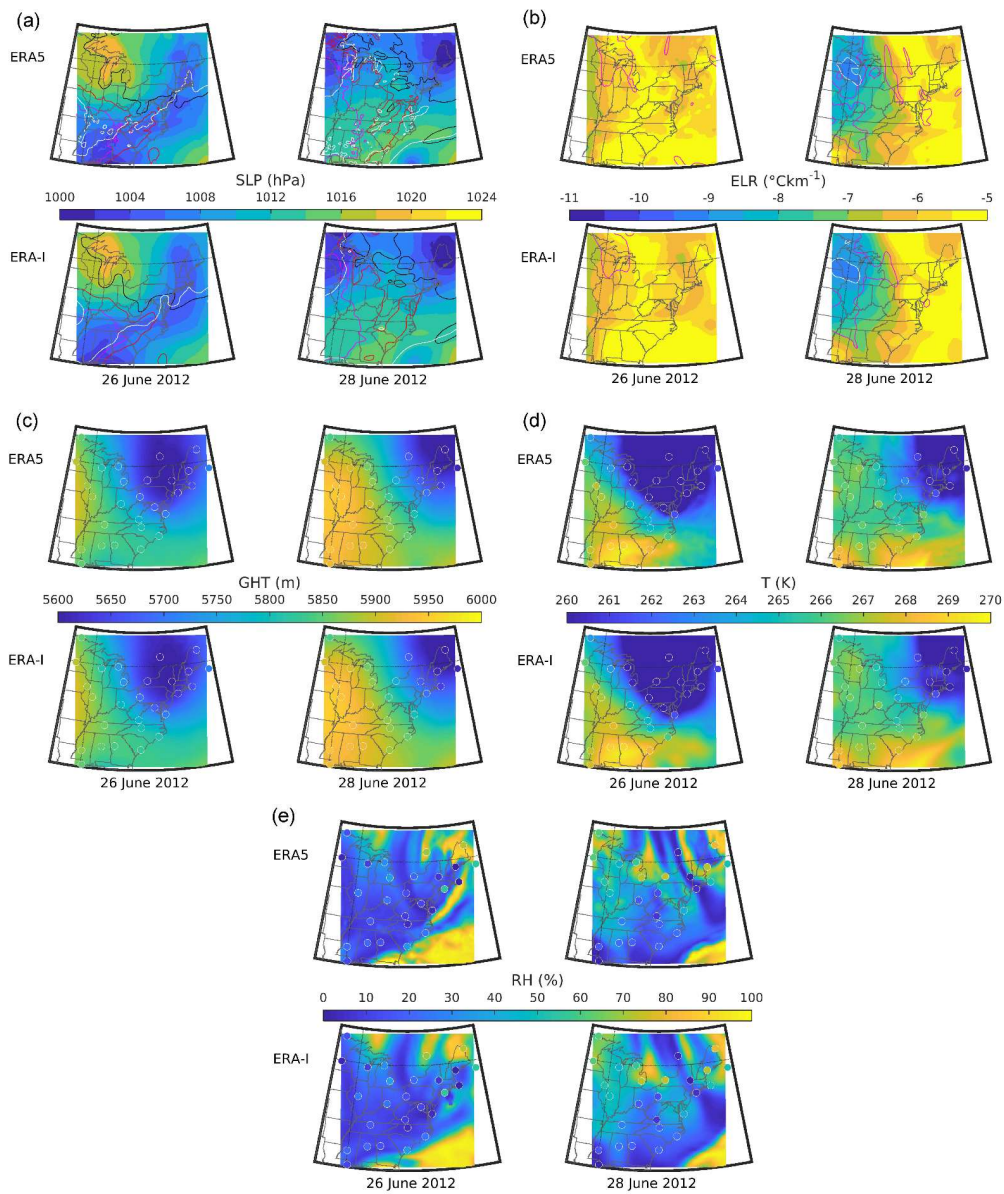 (a)
ERA5
SLP (hPa)
1000 1004 1008 1012 1016 1020 1024
ERA-I
26 June 2012 28 June 2012
(b)
ERA5
ELR (°Ckm⁻¹)
-11 -10 -9 -8 -7 -6 -5
ERA-I
26 June 2012 28 June 2012
(c)
ERA5
GHT (m)
5600 5650 5700 5750 5800 5850 5900 5950 6000
ERA-I
26 June 2012 28 June 2012
(d)
ERA5
T (K)
260 261 262 263 264 265 266 267 268 269 270
ERA-I
26 June 2012 28 June 2012
(e)
ERA5
RH (%)
0 10 20 30 40 50 60 70 80 90 100
ERA-I
26 June 2012 28 June 2012